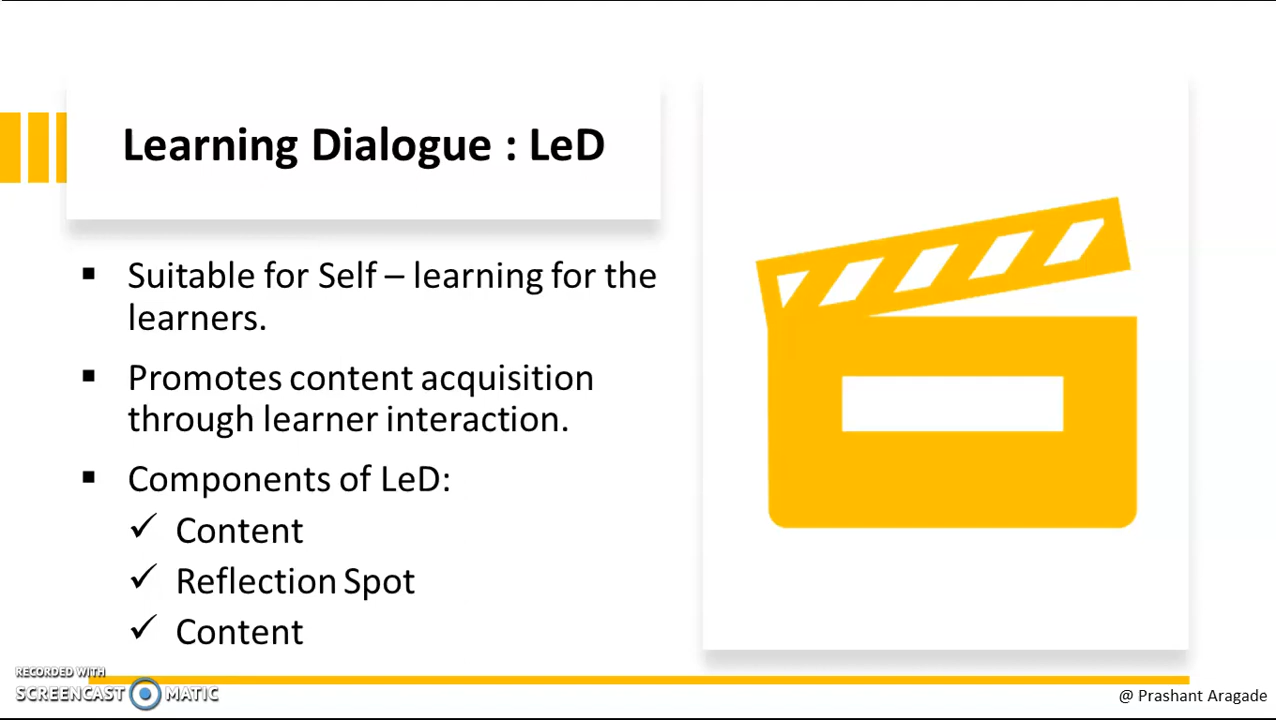 Learning Dialogue : LeD
Suitable for Self – learning for the
learners.
Promotes content acquisition
through learner interaction.
Components of LeD:
Content
Reflection Spot
Content
RECORDED WITH
SCREENCAST MATIC
@ Prashant Aragade